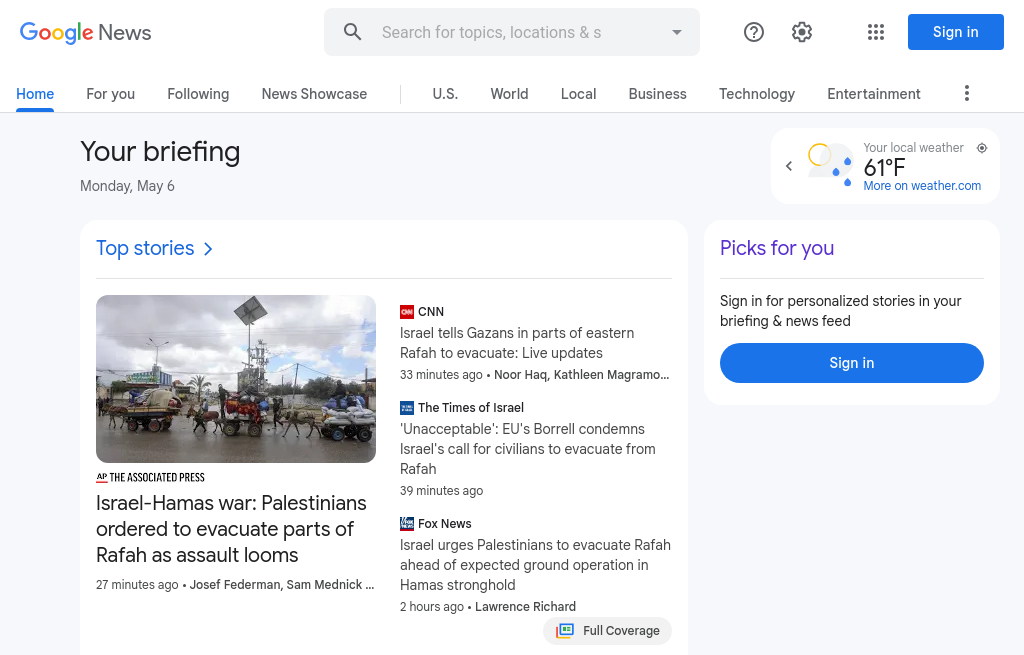 Google News
Search for topics, locations & s
Sign in
Home For you Following News Showcase U.S. World Local Business Technology Entertainment
Your briefing
Monday, May 6
Your local weather
61°F
More on weather.com
Top stories
AP THE ASSOCIATED PRESS
Israel-Hamas war: Palestinians
ordered to evacuate parts of
Rafah as assault looms
27 minutes ago • Josef Federman, Sam Mednick ...
CNN
CNN
Israel tells Gazans in parts of eastern
Rafah to evacuate: Live updates
33 minutes ago • Noor Haq, Kathleen Magramo...
The Times of Israel
'Unacceptable': EU's Borrell condemns
Israel's call for civilians to evacuate from
Rafah
39 minutes ago
FOX NEWS
Fox News
Israel urges Palestinians to evacuate Rafah
ahead of expected ground operation in
Hamas stronghold
2 hours ago • Lawrence Richard
Full Coverage
Picks for you
Sign in for personalized stories in your
briefing & news feed
Sign in